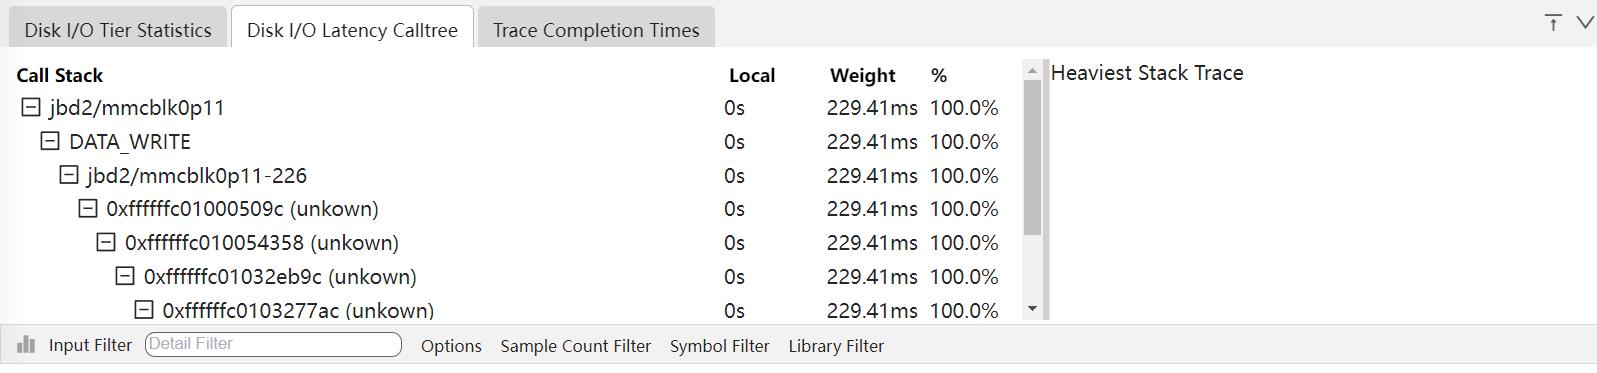 Disk I/O Tier Statistics Disk I/O Latency Calltree Trace Completion Times
Call Stack Local Weight % Heaviest Stack Trace
jbd2/mmcblk0p11 0s 229.41ms 100.0%
DATA_WRITE 0s 229.41ms 100.0%
jbd2/mmcblk0p11-226 0s 229.41ms 100.0%
0xffffffc01000509c (unkown) 0s 229.41ms 100.0%
0xffffffc010054358 (unkown) 0s 229.41ms 100.0%
0xffffffc01032eb9c (unkown) 0s 229.41ms 100.0%
0xffffffc0103277ac (unkown) 0s 229.41ms 100.0%
Input Filter Detail Filter Options Sample Count Filter Symbol Filter Library Filter